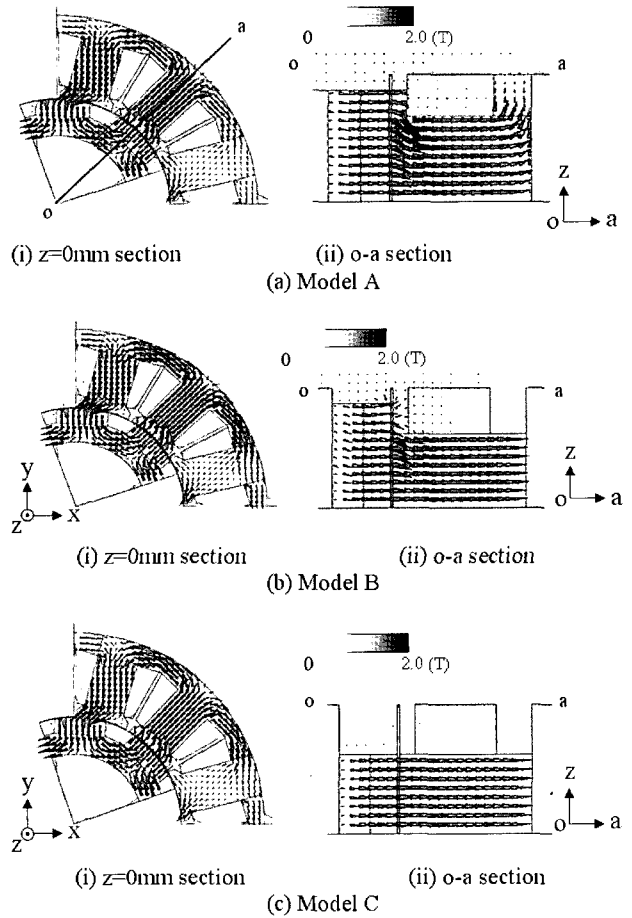 0 2.0 (T)
a
o a
z
o o a
(i) z=0mm section (ii) o-a section
(a) Model A
0 2.0 (T)
o a
y z
z x o a
(i) z=0mm section (ii) o-a section
(b) Model B
0 2.0 (T)
o a
y z
z x o a
(i) z=0mm section (ii) o-a section
(c) Model C